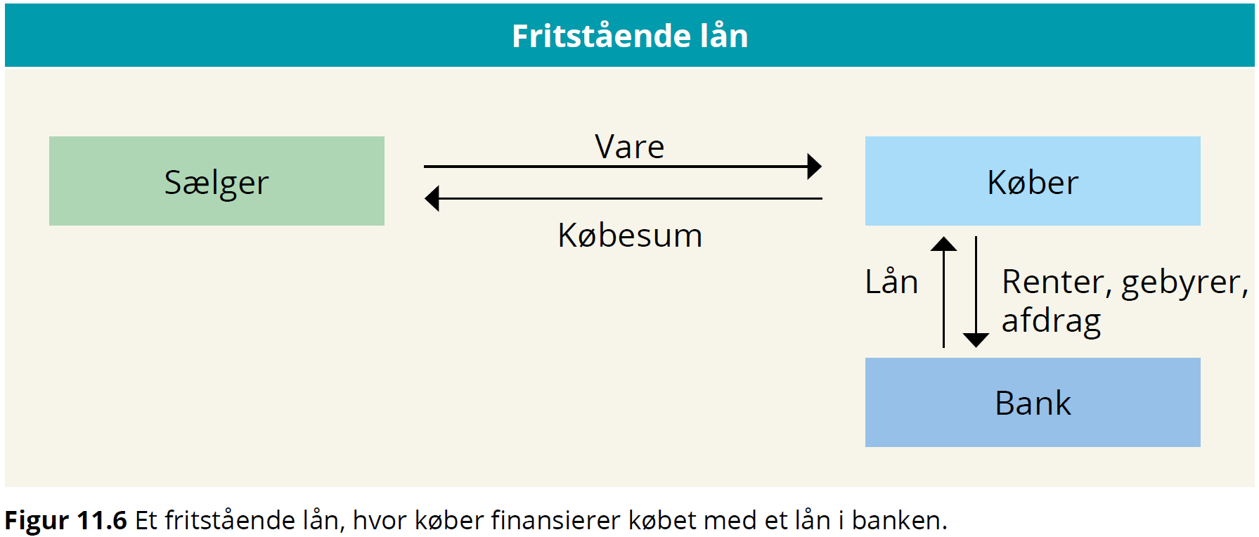 Fritstående lån
Sælger
Vare
Købesum
Køber
Lån
Renter, gebyrer,
afdrag
Bank
Figur 11.6 Et fritstående lån, hvor køber finansierer købet med et lån i banken.